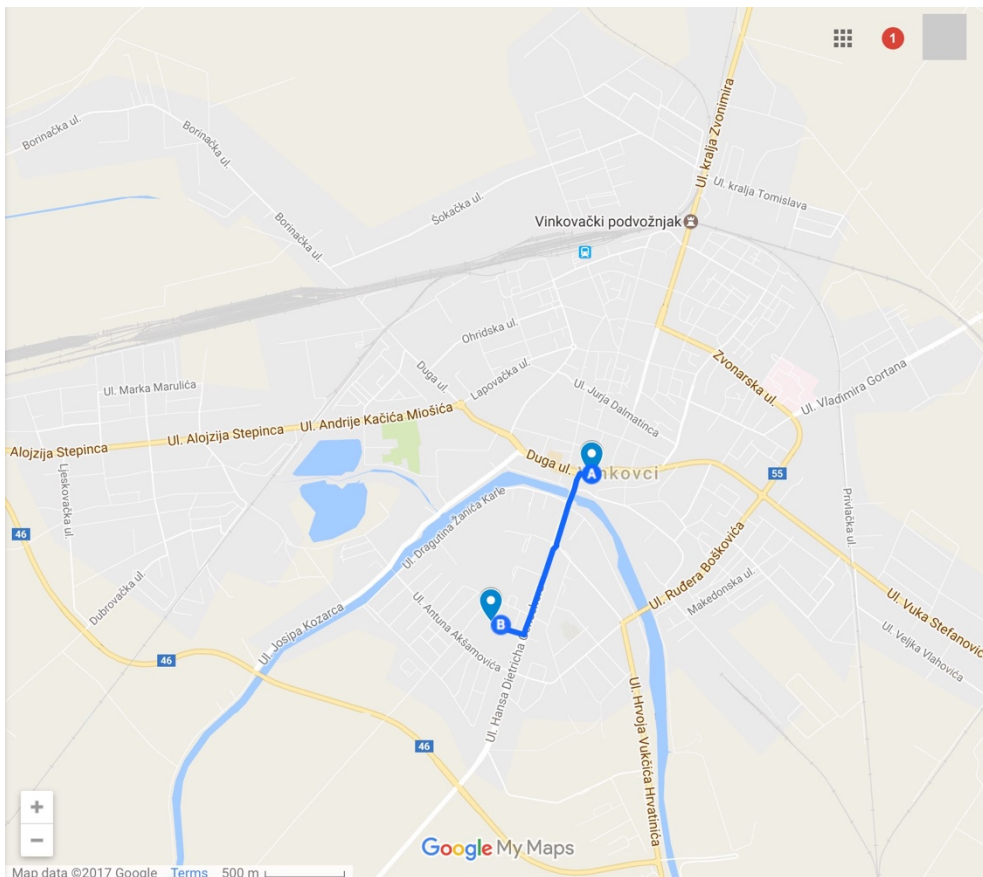 1
Ul. kralja Zvonimira
Borinačka ul.
Borinačka ul.
Ul. kralja Tomislava
Šokačka ul.
Vinkovački podvožnjak
Borinačka ul.
Ohridska ul.
Zvonarska ul.
Duga ul.
Lapovačka ul.
Ul. Vladimira Gortana
Ul. Marka Marulića
Ul. Jurja Dalmatinca
Ul. Andrije Kačića Miošića
Ul. Alojzija Stepinca
Alojzija Stepinca
Duga ul.
A
55
Ljeskovačka ul.
Privlačka ul.
Ul. Dragutina Žanića Karle
46
Ul. Ruđera Boškovića
Makedonska ul.
Dubrovačka ul.
Ul. Josipa Kozarca
Ul. Antuna Akšamovića
B
Ul. Vuka Stefanovic
Ul. Veljka Vlahovića
46
Ul. Hansa Dietricha
Ul. Hrvoja Vukčića Hrvatinića
46
+
−
Google My Maps
Map data ©2017 Google Terms 500 m